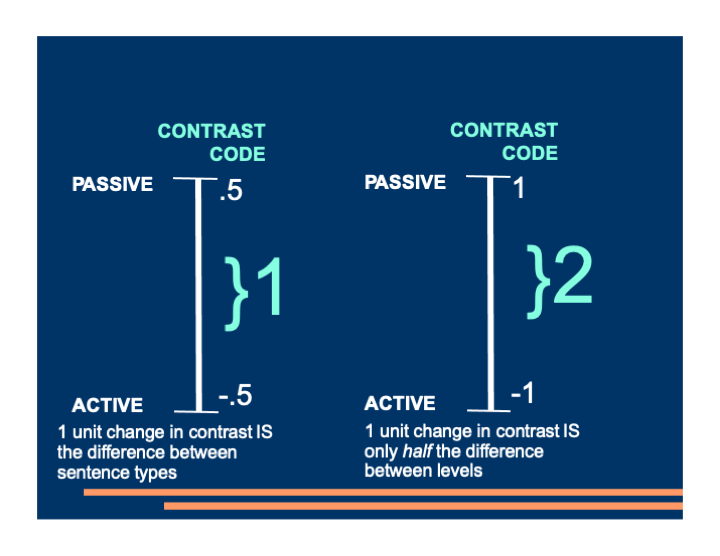 CONTRAST
CODE
PASSIVE
.5
}1
ACTIVE
-.5
1 unit change in contrast IS
the difference between
sentence types
CONTRAST
CODE
PASSIVE
1
}2
ACTIVE
-1
1 unit change in contrast IS
only half the difference
between levels